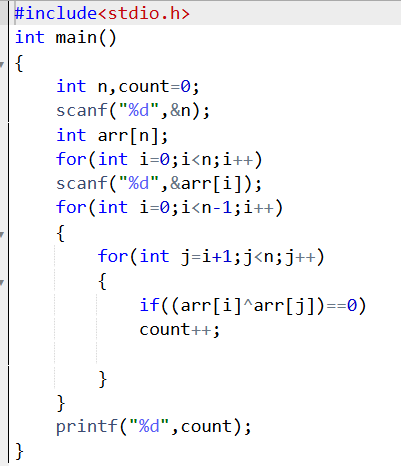 #include<stdio.h>
int main()
{
    int n,count=0;
    scanf("%d",&n);
    int arr[n];
    for(int i=0;i<n;i++)
    scanf("%d",&arr[i]);
    for(int i=0;i<n-1;i++)
    {
        for(int j=i+1;j<n;j++)
        {
            if((arr[i]^arr[j])==0)
            count++;
        }
    }
    printf("%d",count);
}